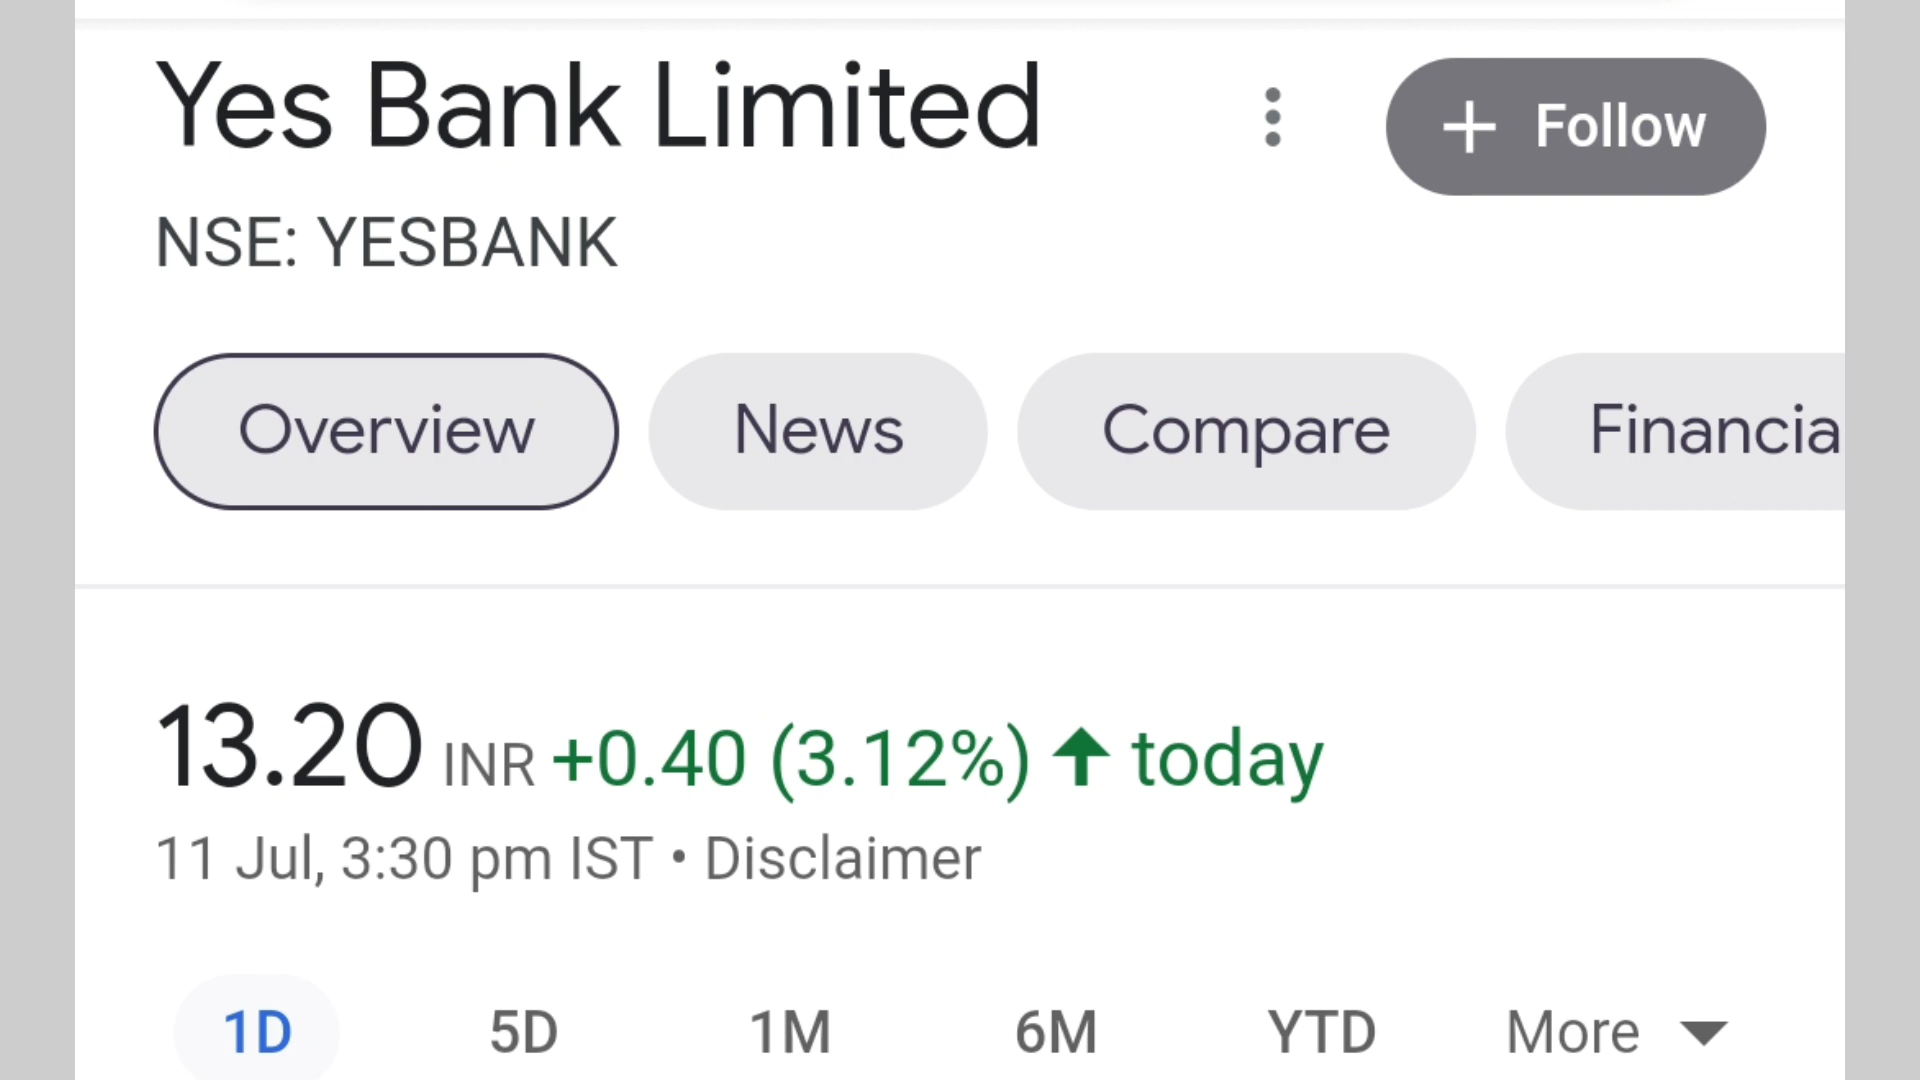 Yes Bank Limited
+ Follow
NSE: YESBANK
Overview News Compare Financia
13.20 INR +0.40 (3.12%) ↑ today
11 Jul, 3:30 pm IST • Disclaimer
1D 5D 1M 6M YTD More